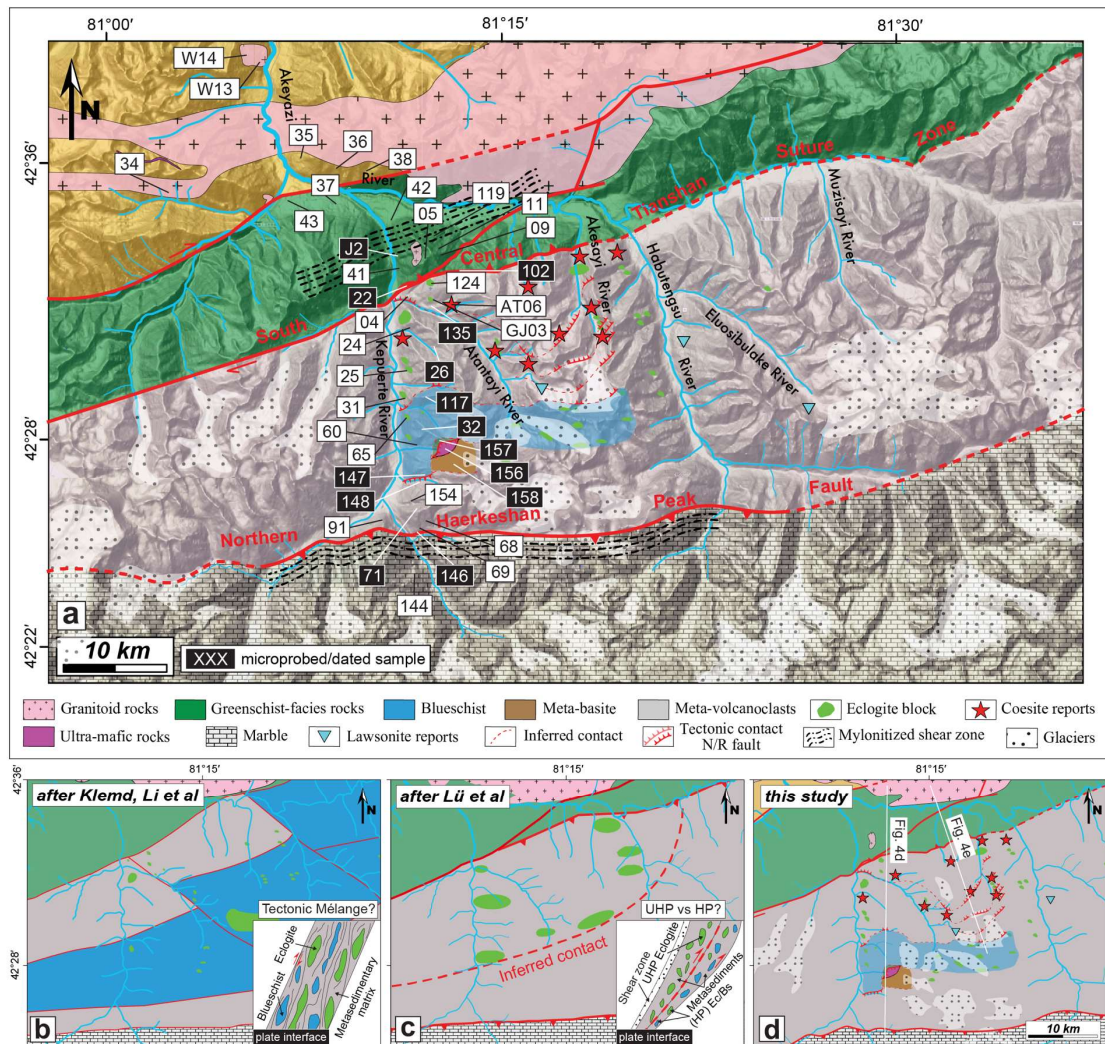 81°00'
81°15'
81°30'
W14
W13
Akeyazi
River
N
35
36
38
34
37
42
119
43
05
11
09
J2
41
124
102
22
AT06
04
GJ03
24
135
25
26
31
117
60
32
65
157
147
156
148
158
154
91
68
69
71
146
144
42°36'
42°28'
42°22'
South
Central
Tianshan
Suture
Zone
Akesayi
River
Habutengsu
River
Muzisayi River
Eluosibulake River
Kepuerte River
Atantayi River
Northern
Haerkeshan
Peak
Fault
a
10 km
XXX microprobed/dated sample
Granitoid rocks
Greenschist-facies rocks
Blueschist
Meta-basite
Meta-volcanoclasts
Eclogite block
Coesite reports
Ultra-mafic rocks
Marble
Lawsonite reports
Inferred contact
Tectonic contact
N/R fault
Mylonitized shear zone
Glaciers
81°15'
42°36'
42°28'
after Klemd, Li et al
N
Tectonic Mélange?
Blueschist
Eclogite
Metasedimentary
matrix
plate interface
b
81°15'
after Lü et al
N
Inferred contact
UHP vs HP?
Shear zone
UHP Eclogite
Metasediments
(HP) Ec/Bs
plate interface
c
81°15'
this study
N
Fig. 4d
Fig. 4e
d
10 km